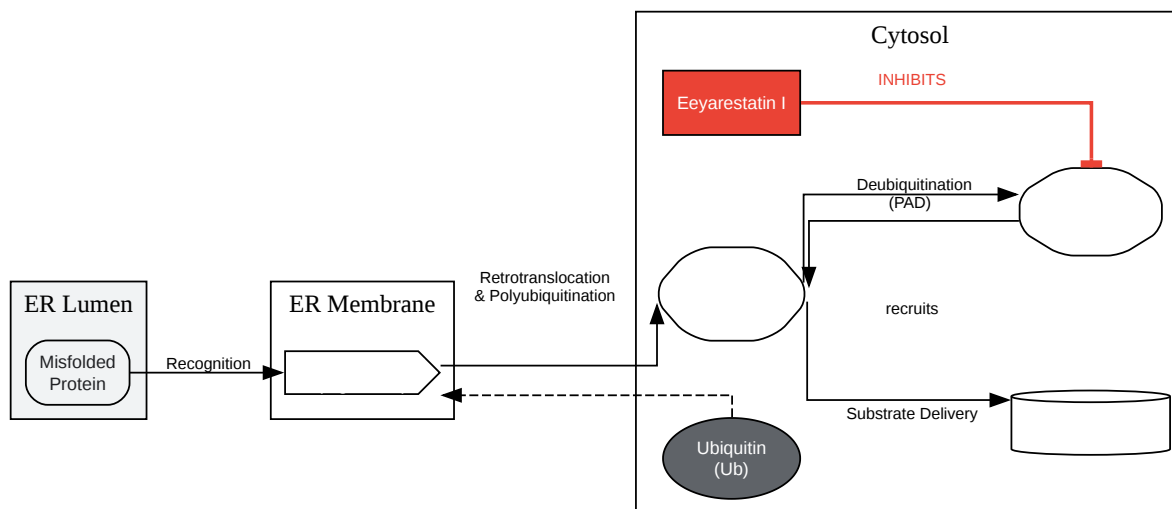 Cytosol
INHIBITS
Eeyarestatin I
Deubiquitination
(PAD)
Retrotranslocation
& Polyubiquitination
ER Lumen
ER Membrane
recruits
Misfolded
Protein
Recognition
Substrate Delivery
Ubiquitin
(Ub)